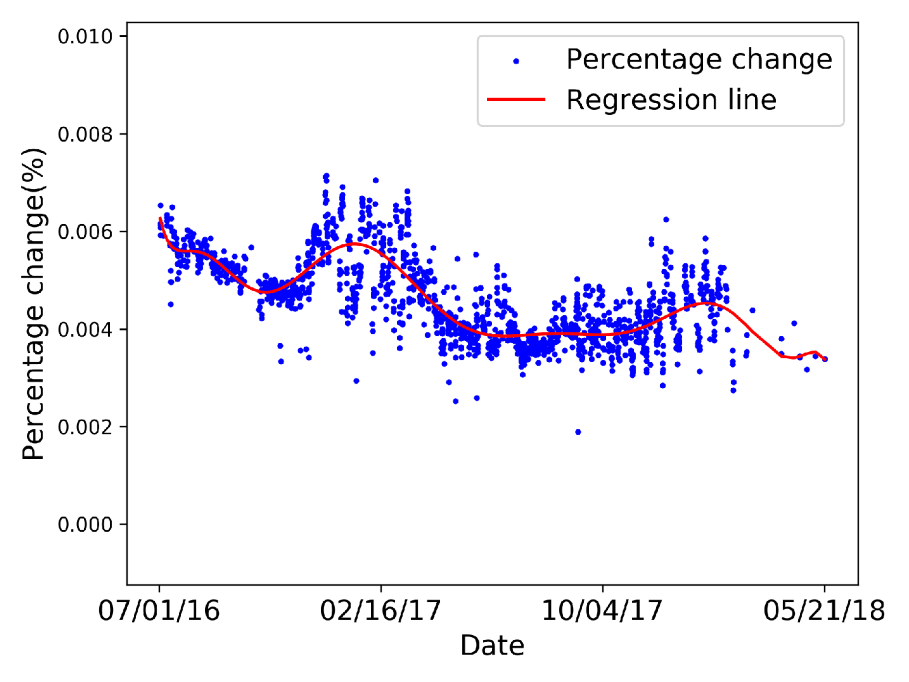 Percentage change
Regression line
Percentage change(%)
0.010
0.008
0.006
0.004
0.002
0.000
07/01/16 02/16/17 10/04/17 05/21/18
Date